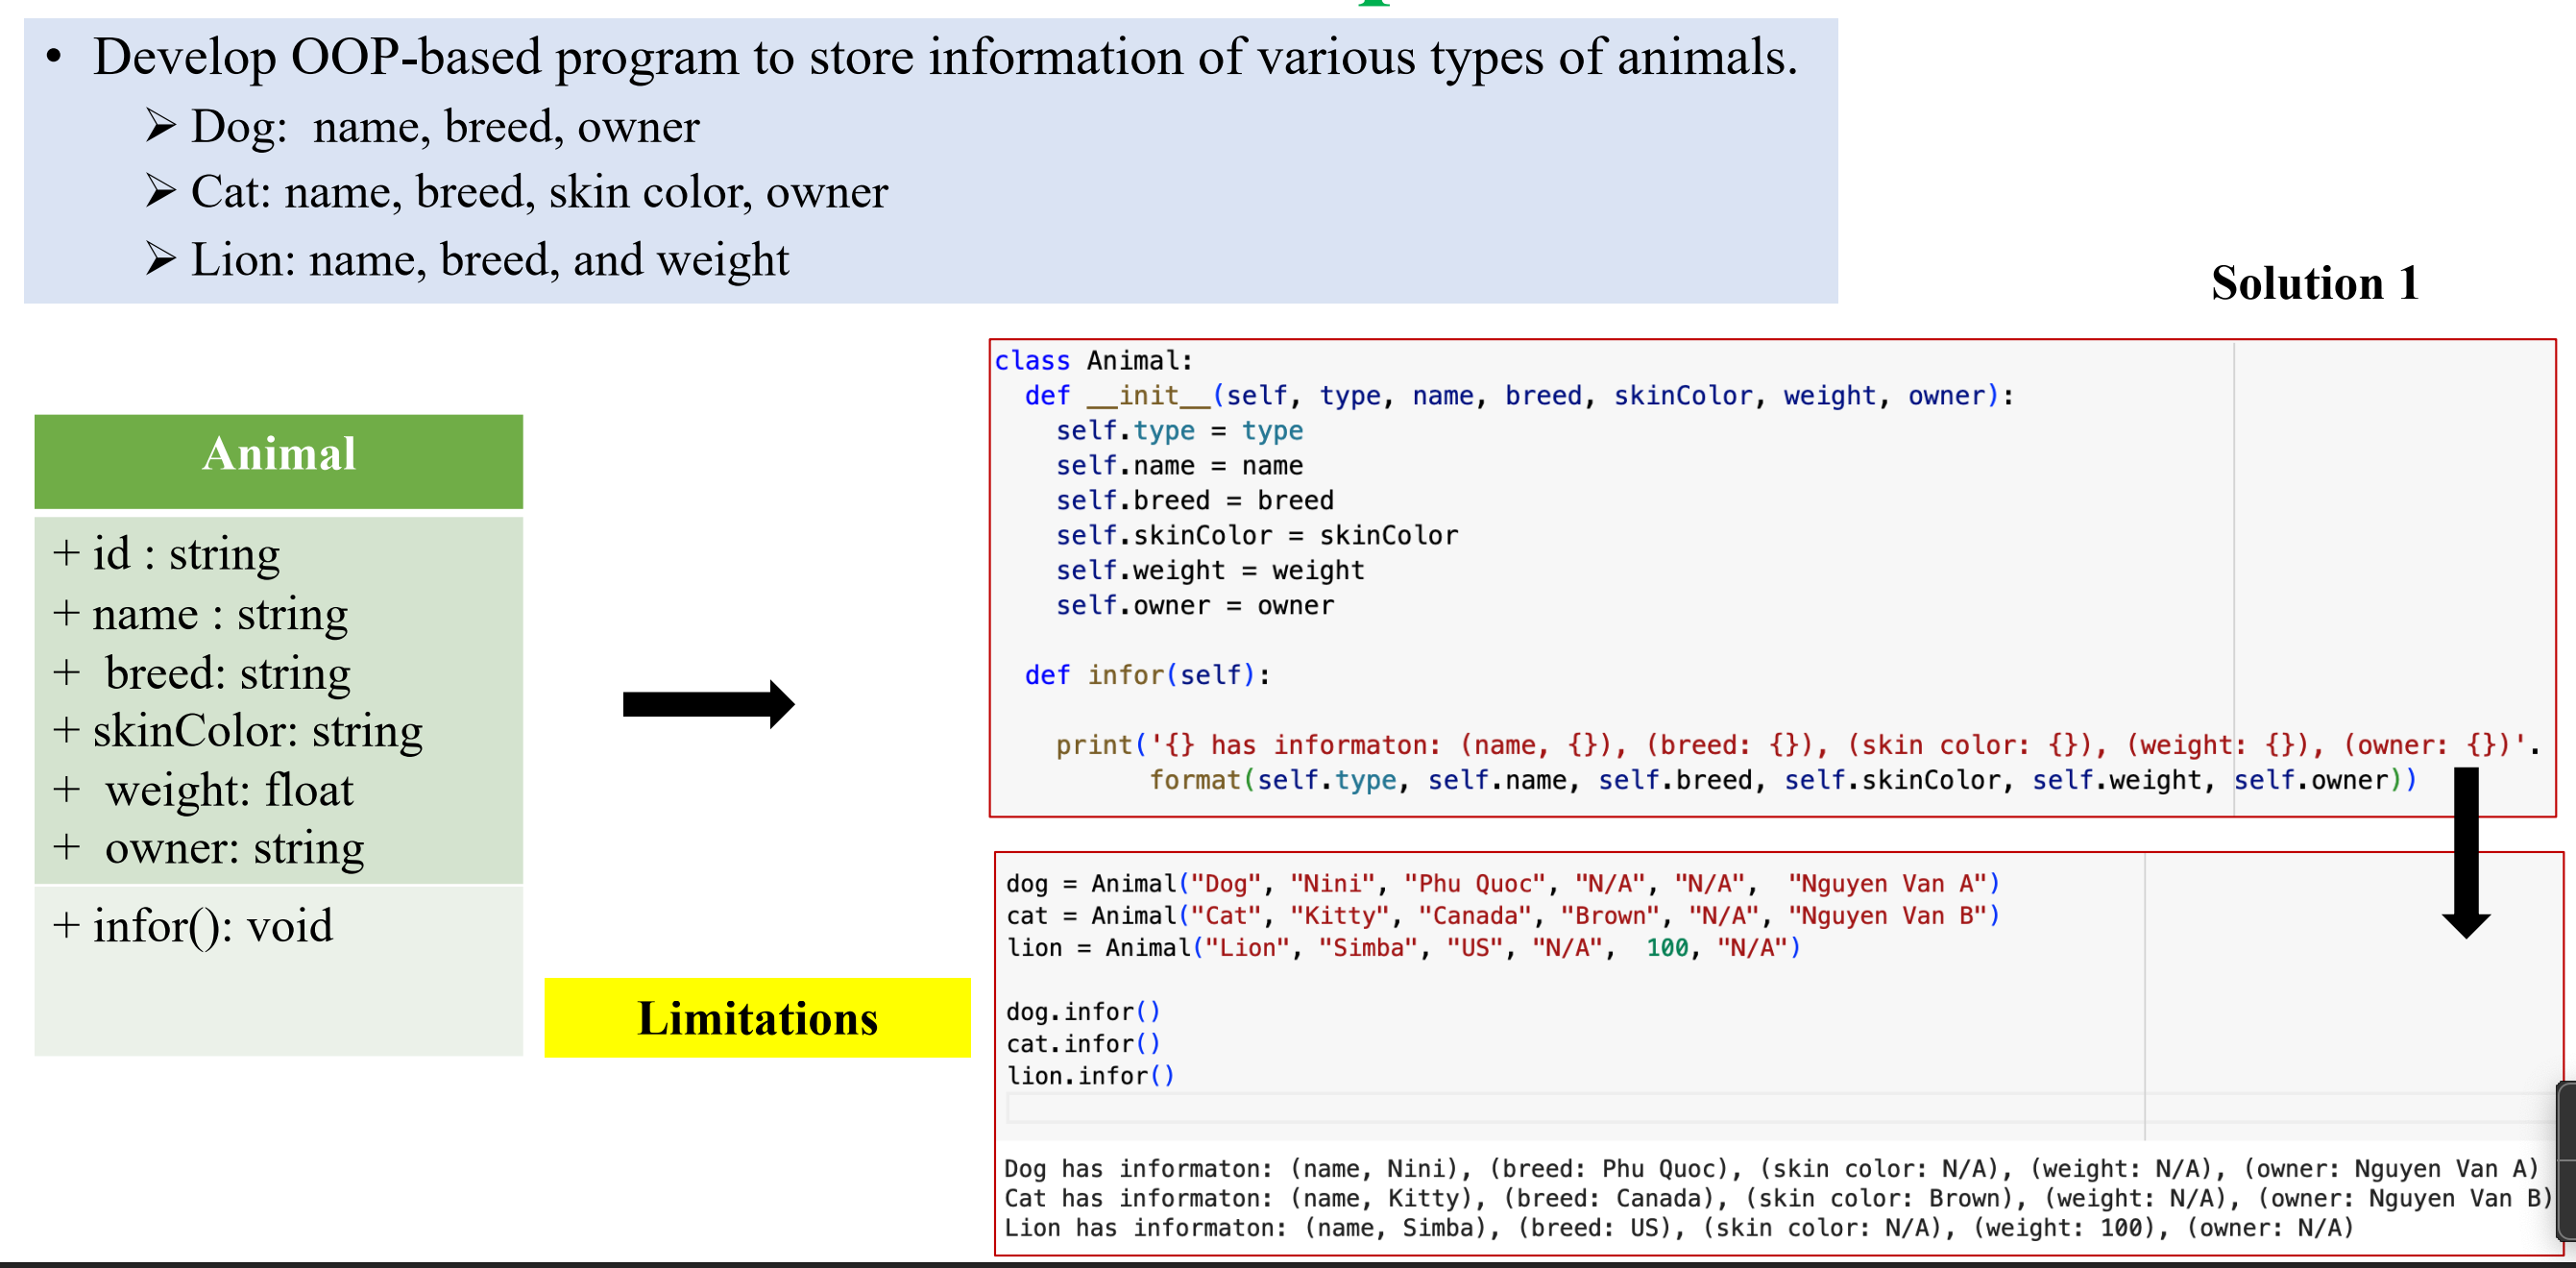 • Develop OOP-based program to store information of various types of animals.
➢ Dog: name, breed, owner
➢ Cat: name, breed, skin color, owner
➢ Lion: name, breed, and weight
Solution 1
Animal
+ id : string
+ name : string
+ breed: string
+ skinColor: string
+ weight: float
+ owner: string
+ infor(): void
Limitations
class Animal:
def __init__(self, type, name, breed, skinColor, weight, owner):
self.type = type
self.name = name
self.breed = breed
self.skinColor = skinColor
self.weight = weight
self.owner = owner
def infor(self):
print('{} has informaton: (name, {}), (breed: {}), (skin color: {}), (weight: {}), (owner: {})'.
format(self.type, self.name, self.breed, self.skinColor, self.weight, self.owner))
dog = Animal("Dog", "Nini", "Phu Quoc", "N/A", "N/A", "Nguyen Van A")
cat = Animal("Cat", "Kitty", "Canada", "Brown", "N/A", "Nguyen Van B")
lion = Animal("Lion", "Simba", "US", "N/A", 100, "N/A")
dog.infor()
cat.infor()
lion.infor()
Dog has informaton: (name, Nini), (breed: Phu Quoc), (skin color: N/A), (weight: N/A), (owner: Nguyen Van A)
Cat has informaton: (name, Kitty), (breed: Canada), (skin color: Brown), (weight: N/A), (owner: Nguyen Van B)
Lion has informaton: (name, Simba), (breed: US), (skin color: N/A), (weight: 100), (owner: N/A)